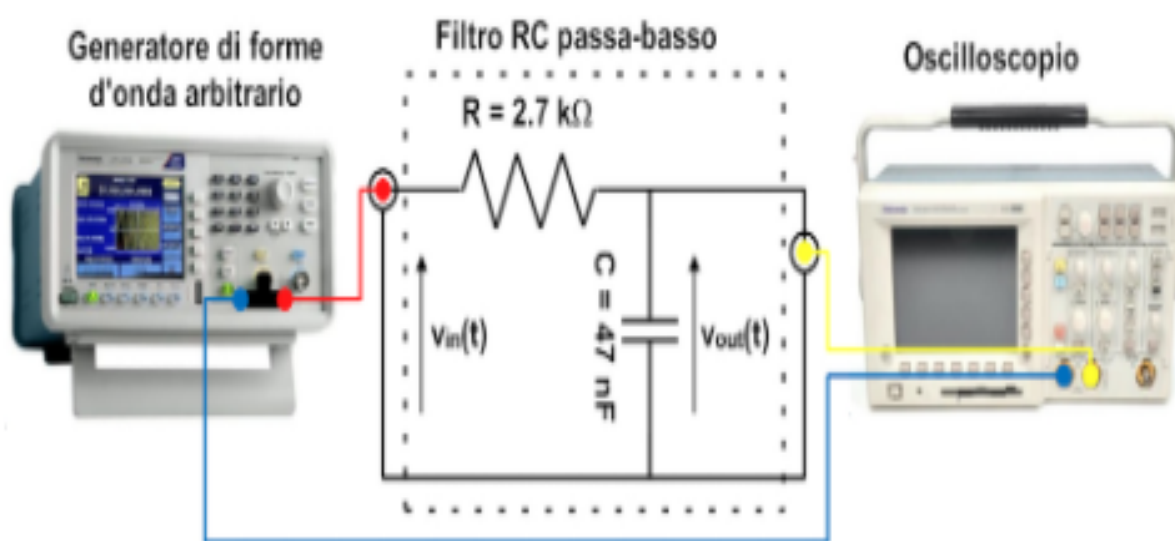 Generatore di forme
d'onda arbitrario
Filtro RC passa-basso
Oscilloscopio
R = 2.7 kΩ
C = 47 nF
vin(t)
vout(t)